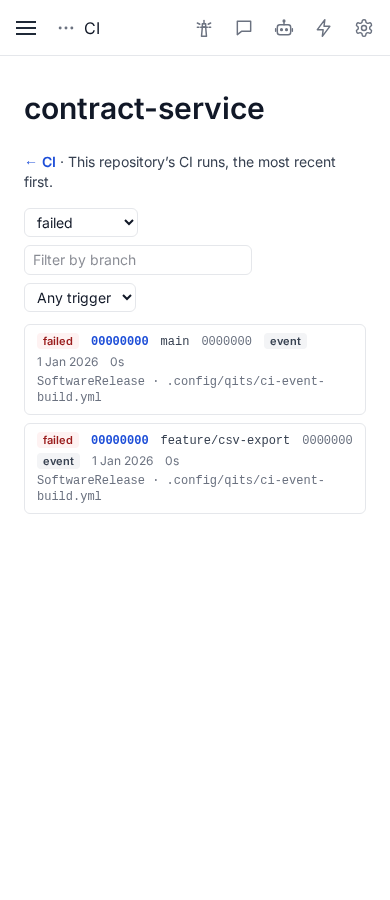 CI
contract-service
← CI · This repository’s CI runs, the most recent
first.
failed
Filter by branch
Any trigger
failed 00000000 main 0000000 event
1 Jan 2026 0s
SoftwareRelease · .config/qits/ci-event-
build.yml
failed 00000000 feature/csv-export 0000000
event 1 Jan 2026 0s
SoftwareRelease · .config/qits/ci-event-
build.yml